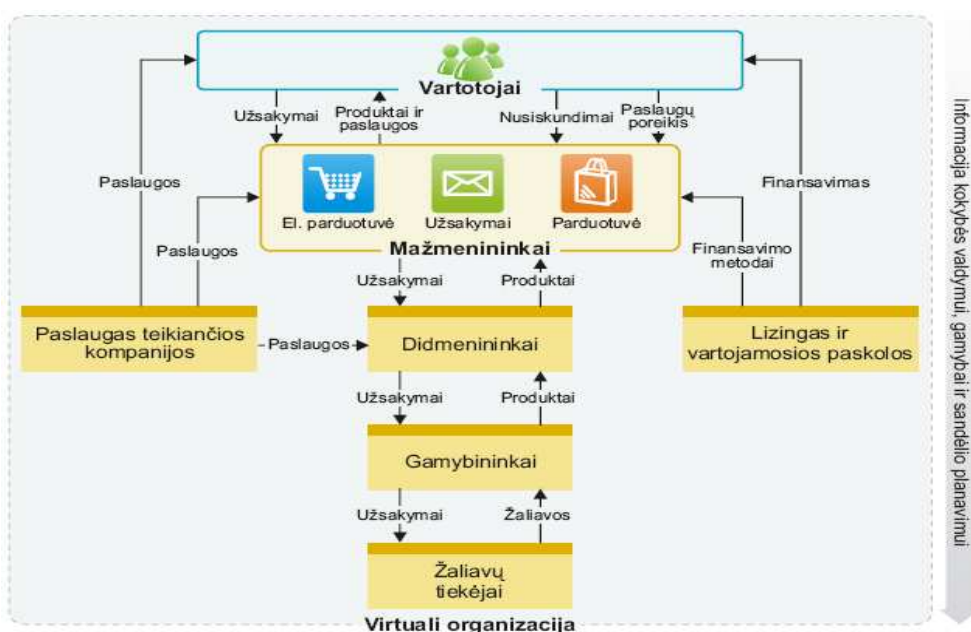 Vartotojai
Užsakymai
Produktai ir
paslaugos
Nusiskundimai
Paslaugų
poreikis
Paslaugos
Finansavimas
El. parduotuvė
Užsakymai
Parduotuvė
Mažmenininkai
Paslaugos
Finansavimo
metodai
Užsakymai
Produktai
Paslaugas teikiančios
kompanijos
Paslaugos
Didmenininkai
Lizingas ir
vartojamosios paskolos
Užsakymai
Produktai
Gamybininkai
Užsakymai
Žaliavos
Žaliavų
tiekėjai
Virtuali organizacija
Informacija kokybės valdymui, gamybai ir sandėlio planavimui